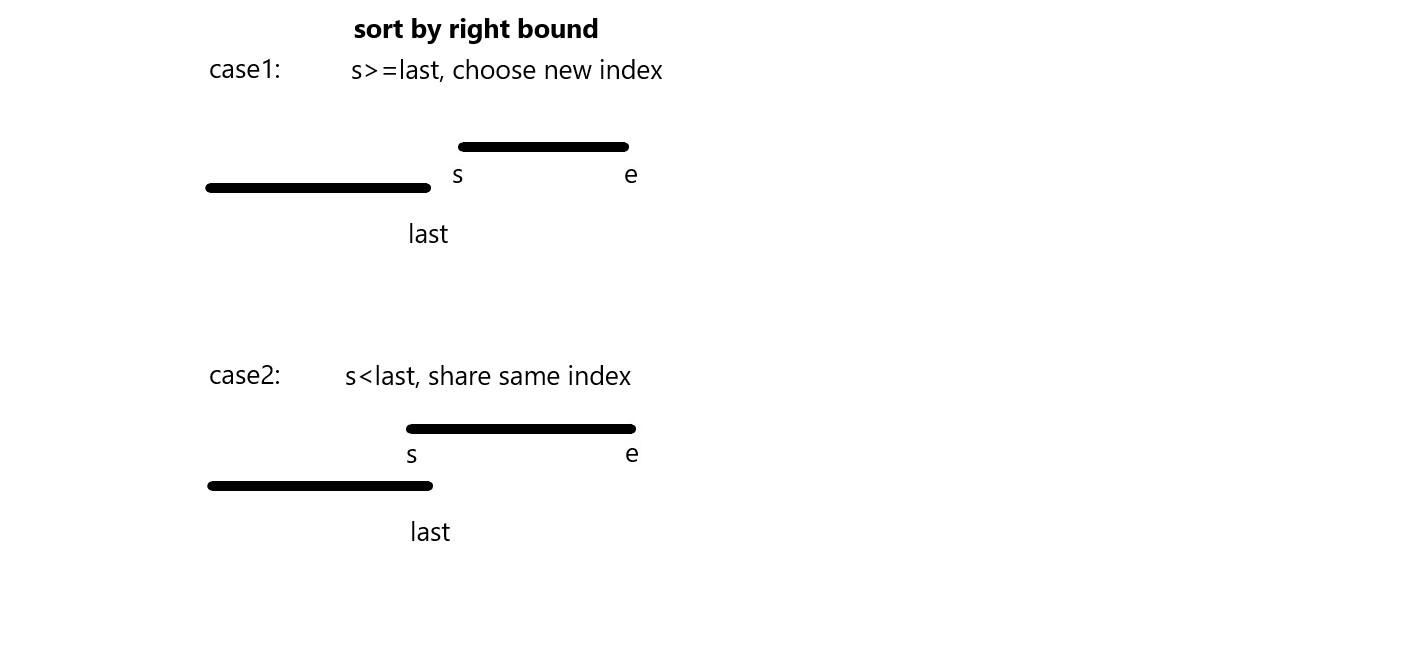 sort by right bound
case1: s>=last, choose new index
s e
last
case2: s<last, share same index
s e
last